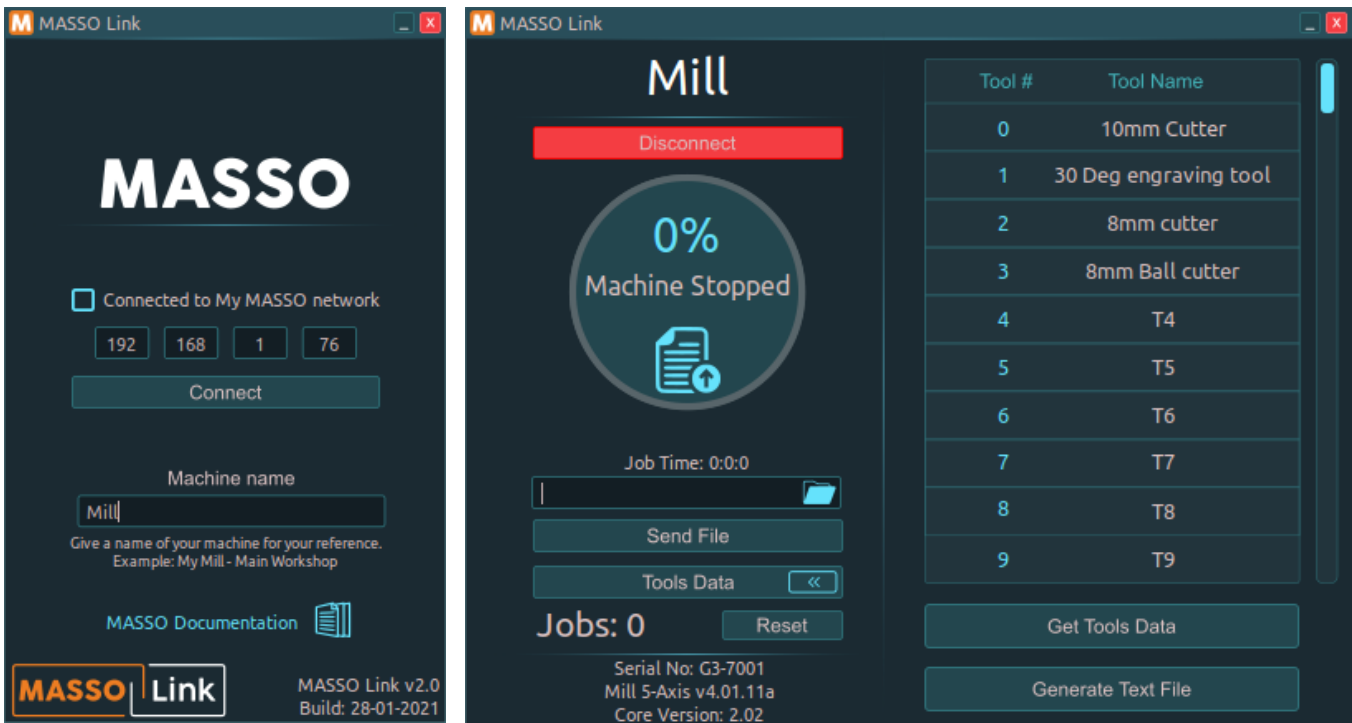 MASSO Link
MASSO
Connected to My MASSO network
192 168 1 76
Connect
Machine name
Mill
Give a name of your machine for your reference.
Example: My Mill - Main Workshop
MASSO Documentation
MASSO Link
MASSO Link v2.0
Build: 28-01-2021
MASSO Link
Mill
Disconnect
0%
Machine Stopped
Job Time: 0:0:0
Send File
Tools Data
Jobs: 0 Reset
Serial No: G3-7001
Mill 5-Axis v4.01.11a
Core Version: 2.02
Tool # Tool Name
0 10mm Cutter
1 30 Deg engraving tool
2 8mm cutter
3 8mm Ball cutter
4 T4
5 T5
6 T6
7 T7
8 T8
9 T9
Get Tools Data
Generate Text File